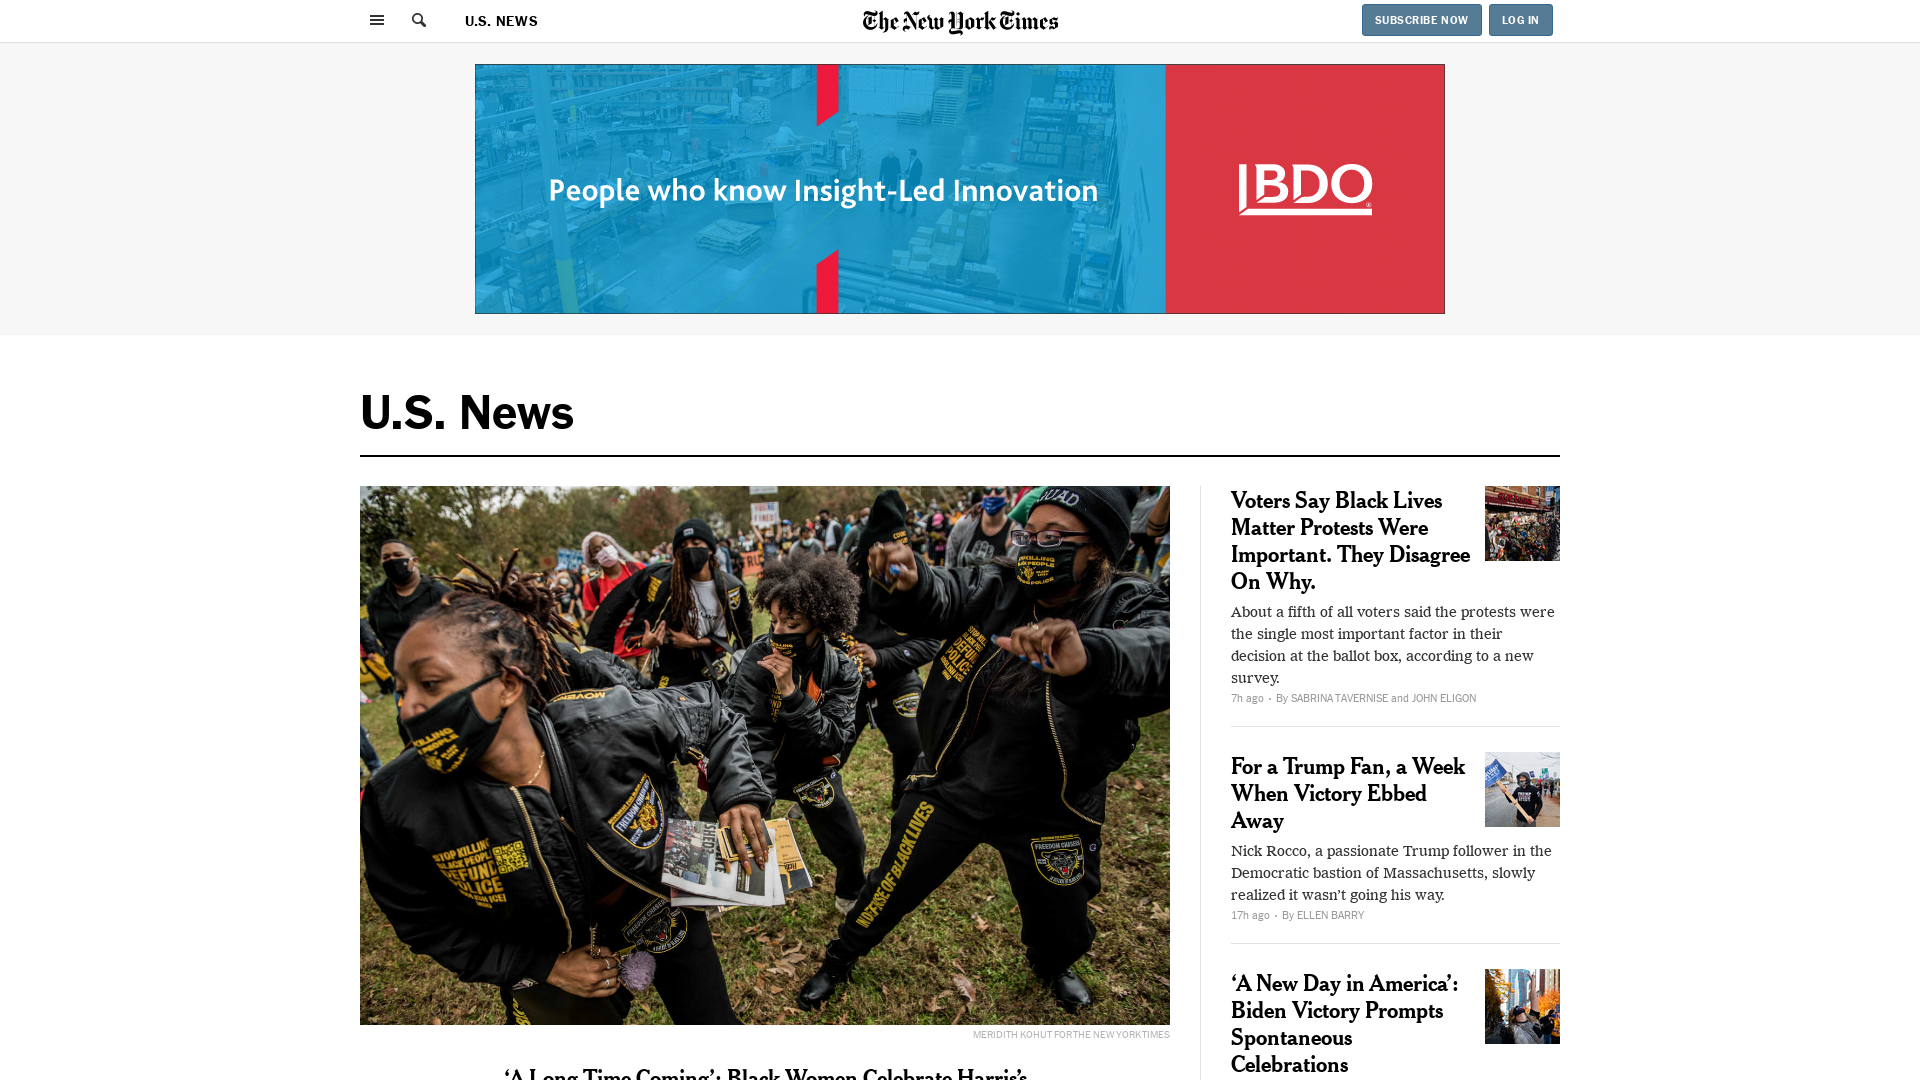 U.S. NEWS
The New York Times
SUBSCRIBE NOW
LOG IN
People who know Insight-Led Innovation
BDO
U.S. News
MERIDITH KOHUT FOR THE NEW YORK TIMES
‘A Long Time Coming’: Black Women Celebrate Harris’s
Voters Say Black Lives
Matter Protests Were
Important. They Disagree
On Why.
About a fifth of all voters said the protests were
the single most important factor in their
decision at the ballot box, according to a new
survey.
7h ago • By SABRINA TAVERNISE and JOHN ELIGON
For a Trump Fan, a Week
When Victory Ebbed
Away
Nick Rocco, a passionate Trump follower in the
Democratic bastion of Massachusetts, slowly
realized it wasn’t going his way.
17h ago • By ELLEN BARRY
‘A New Day in America’:
Biden Victory Prompts
Spontaneous
Celebrations